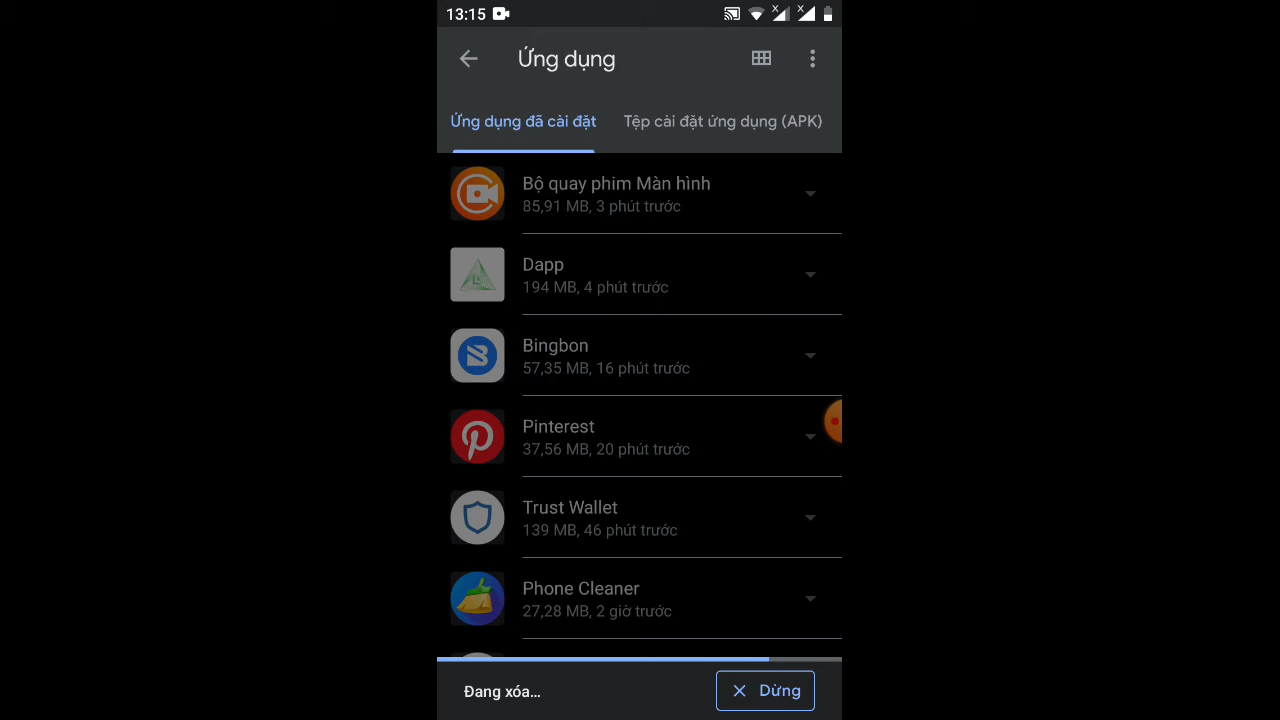 13:15
Ứng dụng
Ứng dụng đã cài đặt
Tệp cài đặt ứng dụng (APK)
Bộ quay phim Màn hình
85,91 MB, 3 phút trước
Dapp
194 MB, 4 phút trước
Bingbon
57,35 MB, 16 phút trước
Pinterest
37,56 MB, 20 phút trước
Trust Wallet
139 MB, 46 phút trước
Phone Cleaner
27,28 MB, 2 giờ trước
Đang xóa...
Dừng